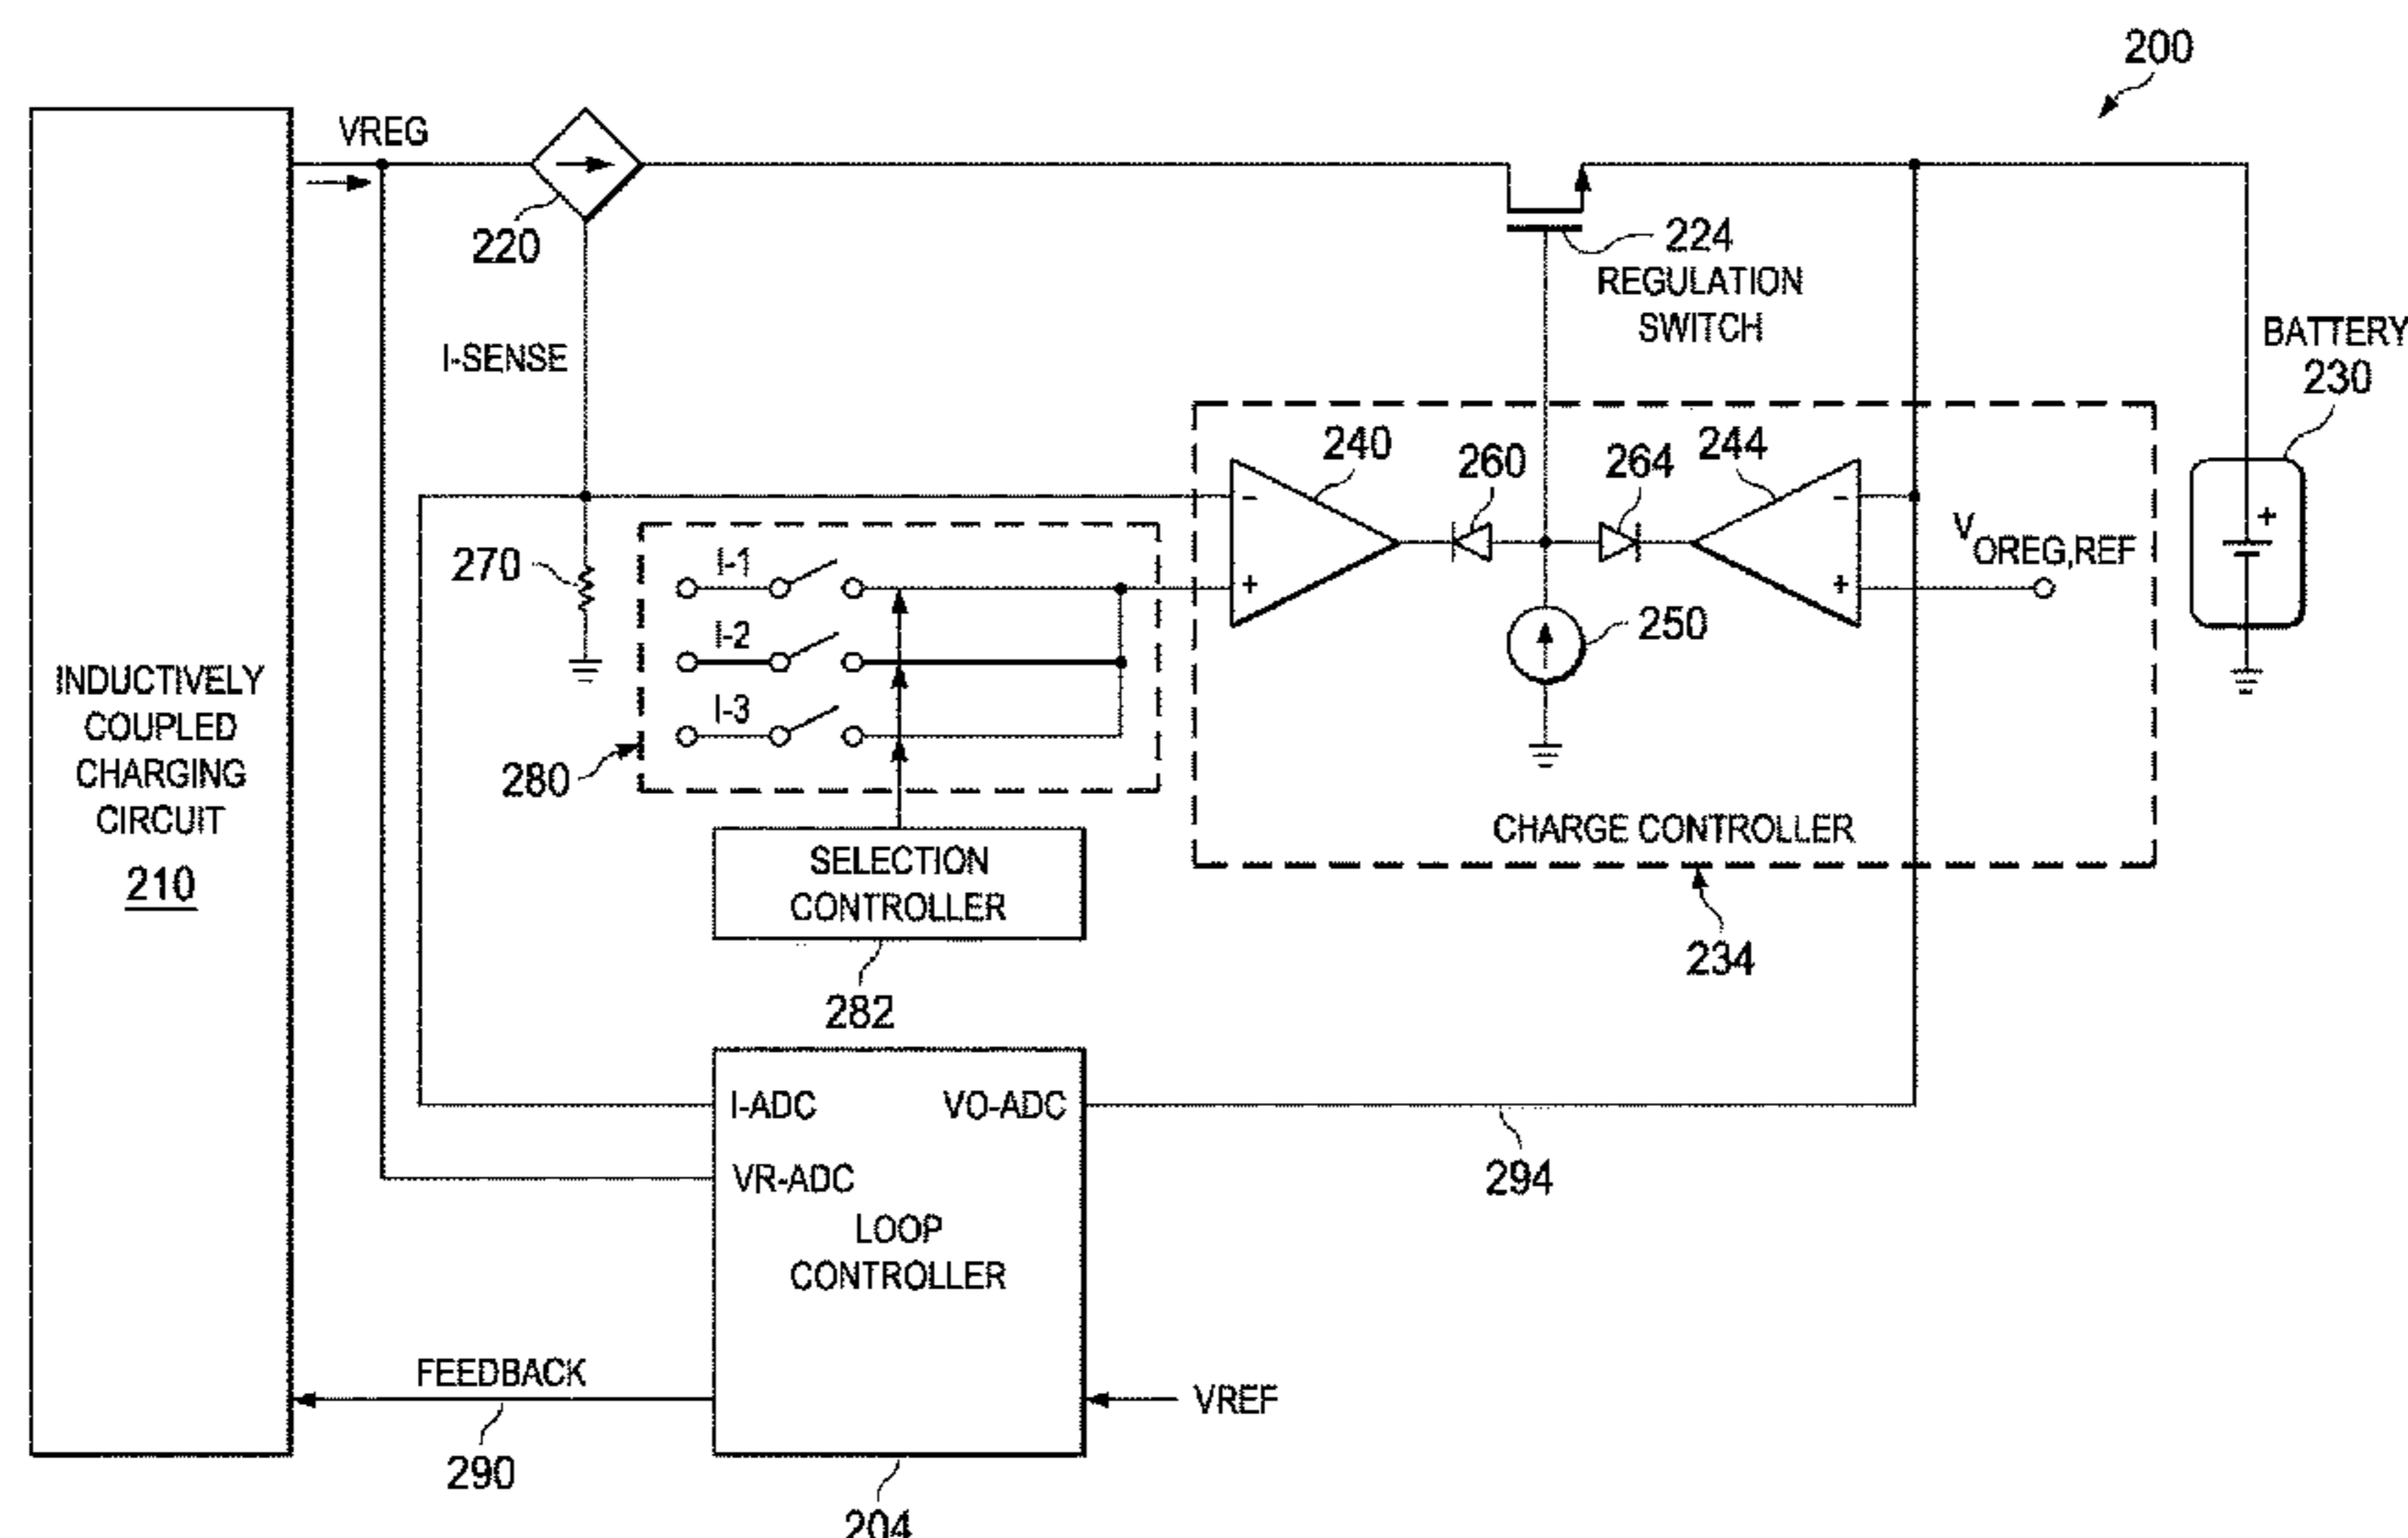 200
VREG
220
224
REGULATION
SWITCH
I-SENSE
BATTERY
230
240
260
264
244
-
-
+
VOREG,REF
270
I-1
+
+
I-2
250
INDUCTIVELY
COUPLED
CHARGING
CIRCUIT
210
I-3
280
CHARGE CONTROLLER
SELECTION
CONTROLLER
234
282
I-ADC
VO-ADC
VR-ADC
294
LOOP
CONTROLLER
FEEDBACK
VREF
290
204